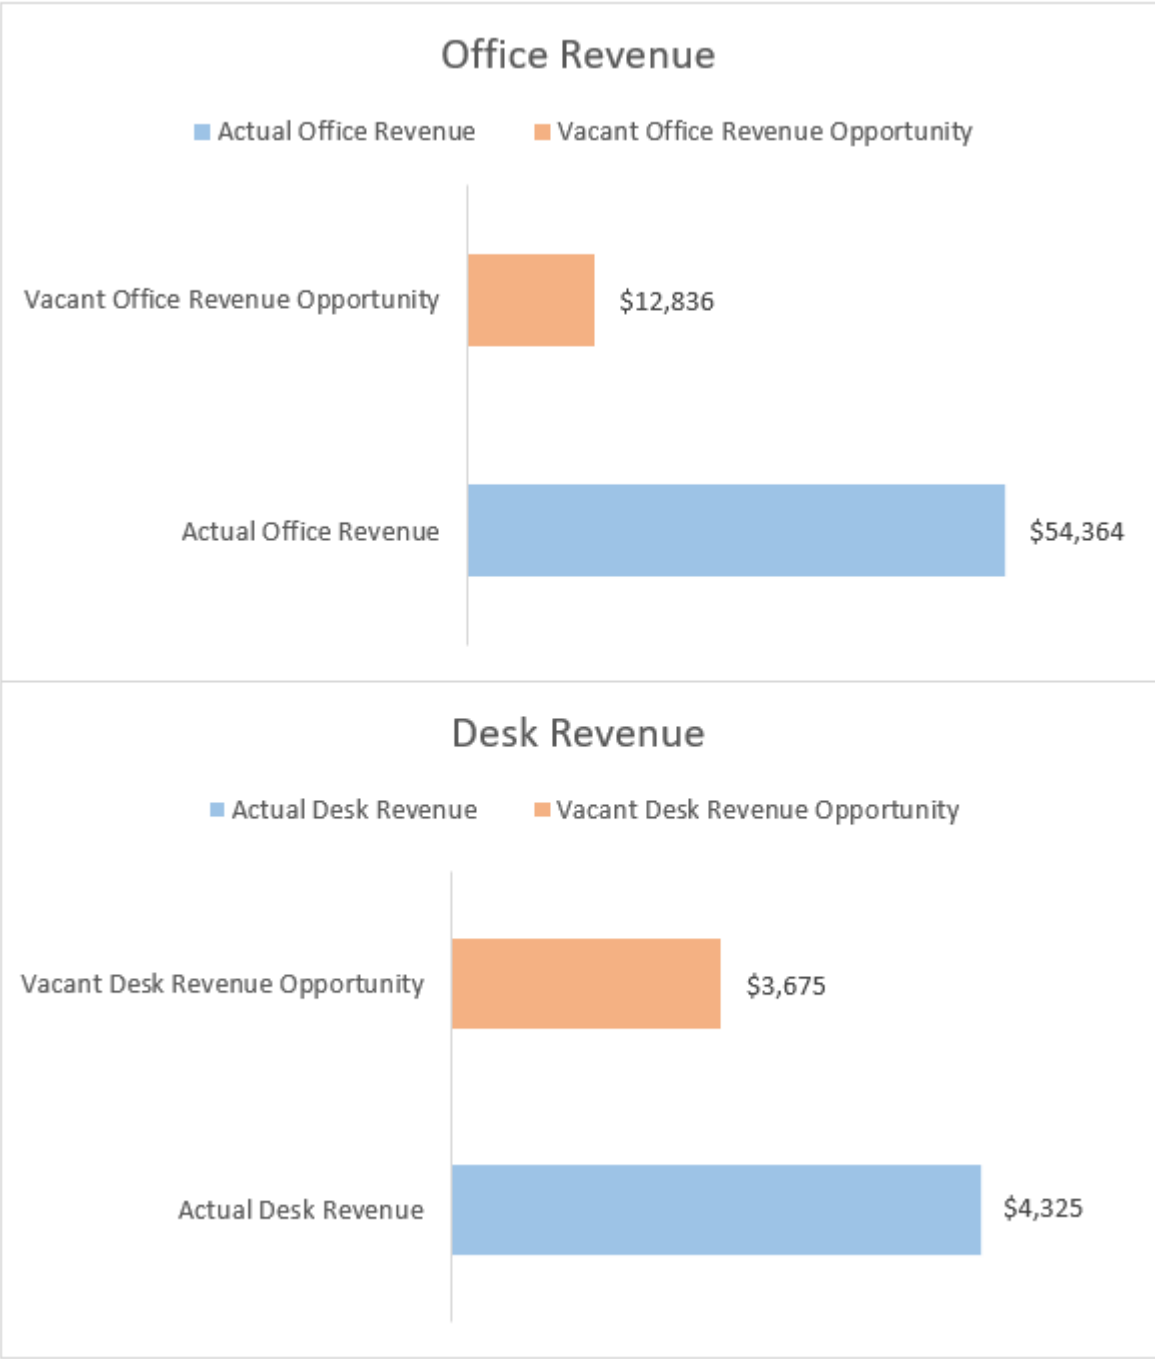 Office Revenue
Actual Office Revenue Vacant Office Revenue Opportunity
Vacant Office Revenue Opportunity $12,836
Actual Office Revenue $54,364
Desk Revenue
Actual Desk Revenue Vacant Desk Revenue Opportunity
Vacant Desk Revenue Opportunity $3,675
Actual Desk Revenue $4,325